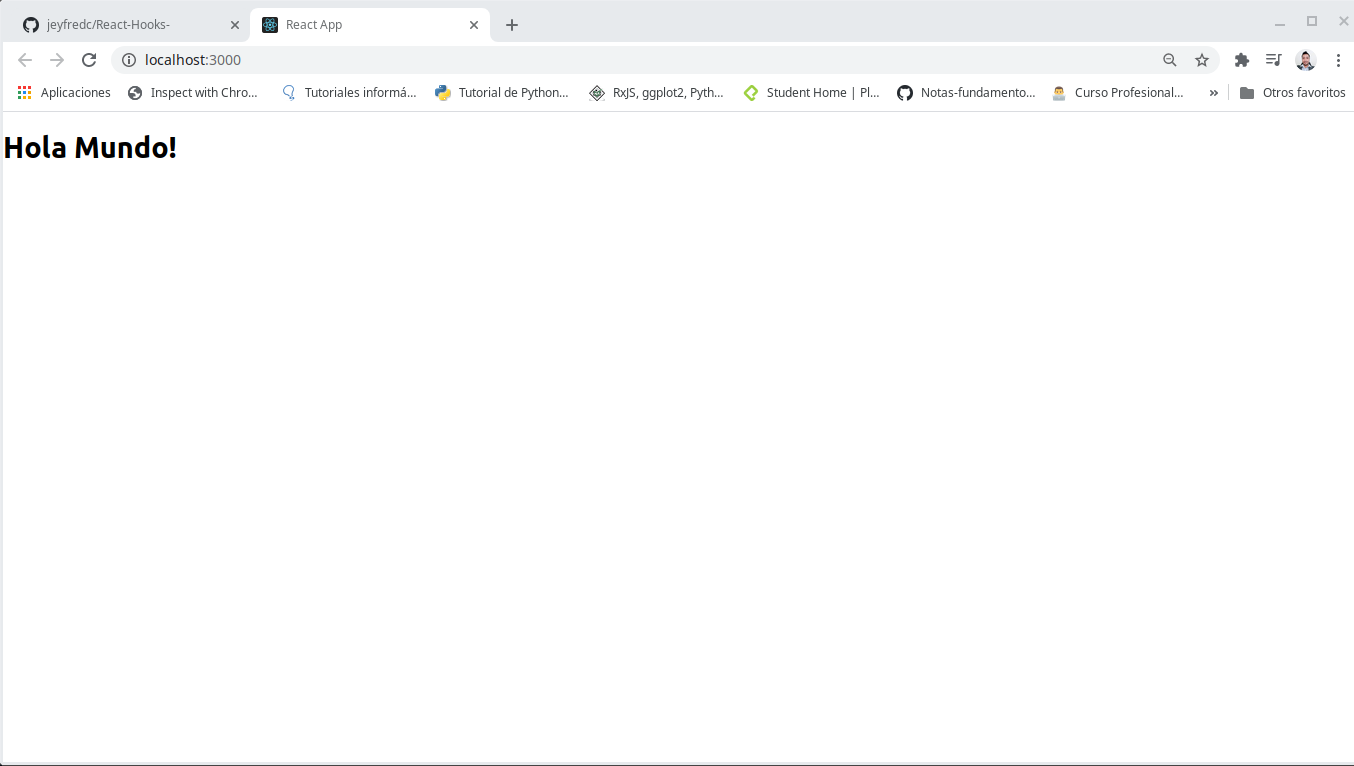 jeyfredc/React-Hooks-
React App
localhost:3000
Aplicaciones Inspect with Chro... Tutoriales informá... Tutorial de Python... RxJS, ggplot2, Pyth... Student Home | Pl... Notas-fundamento... Curso Profesional... » Otros favoritos
Hola Mundo!